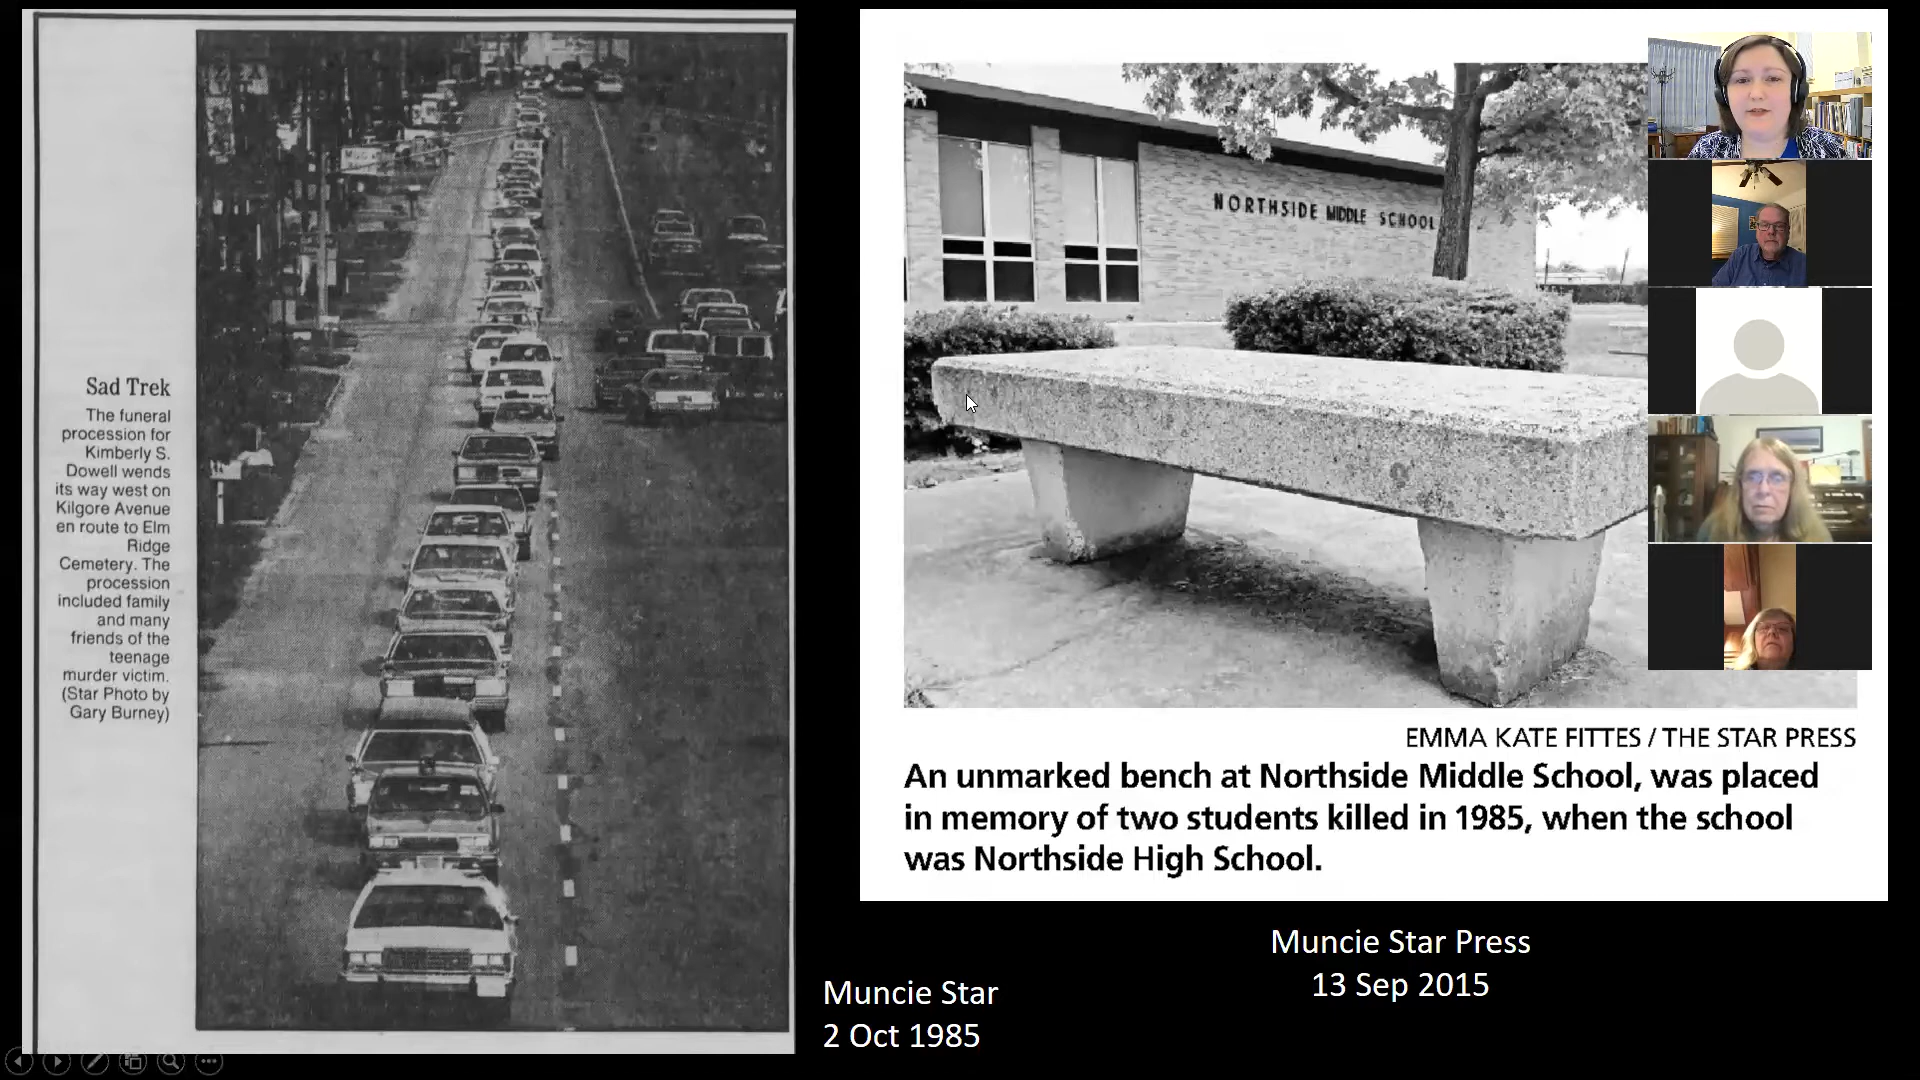 Sad Trek
The funeral
procession for
Kimberly S.
Dowell wends
its way west on
Kilgore Avenue
en route to Elm
Ridge
Cemetery. The
procession
included family
and many
friends of the
teenage
murder victim.
(Star Photo by
Gary Burney)
Muncie Star
2 Oct 1985
NORTHSIDE MIDDLE SCHOOL
EMMA KATE FITTES / THE STAR PRESS
An unmarked bench at Northside Middle School, was placed
in memory of two students killed in 1985, when the school
was Northside High School.
Muncie Star Press
13 Sep 2015